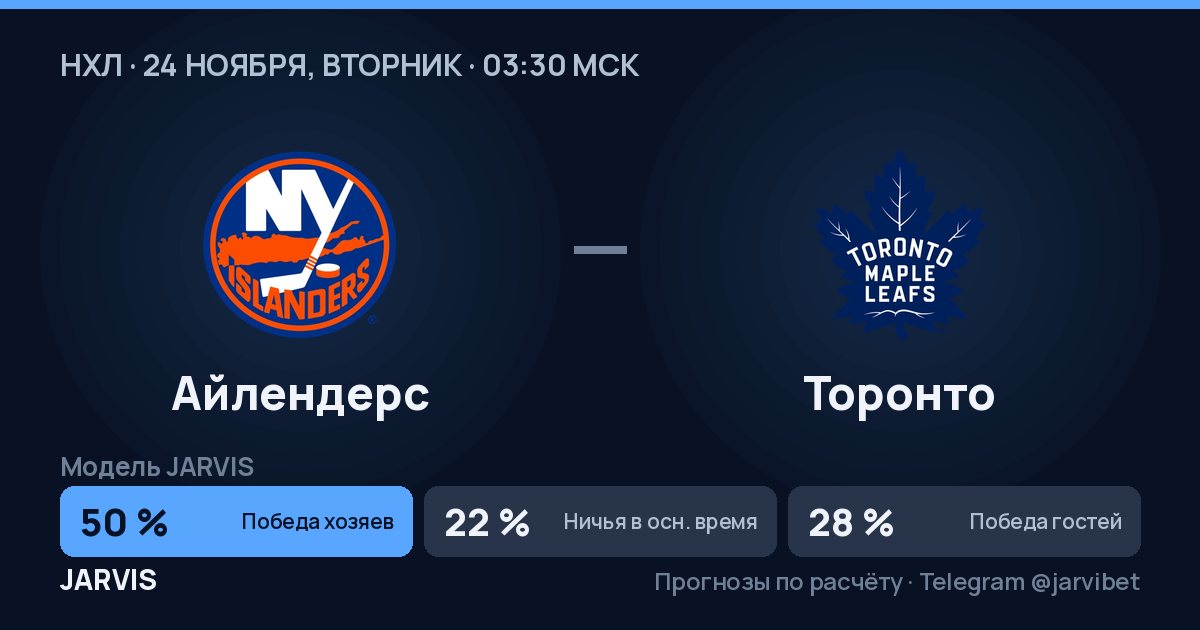 НХЛ · 24 НОЯБРЯ, ВТОРНИК · 03:30 МСК
NY
ISLANDERS
TORONTO
MAPLE
LEAFS
—
Айлендерс
Торонто
Модель JARVIS
50 % Победа хозяев
22 % Ничья в осн. время
28 % Победа гостей
JARVIS
Прогнозы по расчёту · Telegram @jarvibet